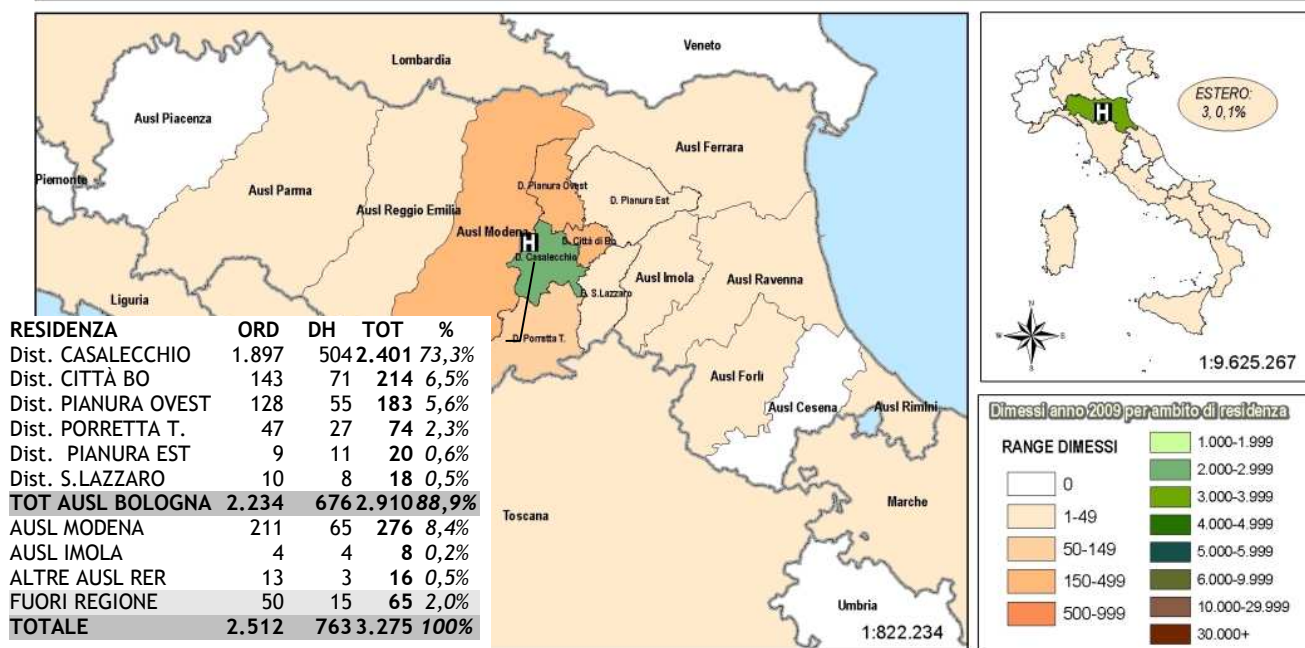 Veneto
Lombardia
Ausl Piacenza
Ausl Ferrara
Piemonte
Ausl Parma
D. Pianura Ovest
D. Pianura Est
Ausl Reggio Emilia
Ausl Modena
H
D. Città di Bo
D. Casalecchio
Ausl Imola
Ausl Ravenna
D. S.Lazzaro
Liguria
D. Porretta T.
Ausl Forlì
Ausl Cesena
Ausl Rimini
Marche
Toscana
Umbria
1:822.234
RESIDENZA ORD DH TOT %
Dist. CASALECCHIO 1.897 504 2.401 73,3%
Dist. CITTÀ BO 143 71 214 6,5%
Dist. PIANURA OVEST 128 55 183 5,6%
Dist. PORRETTA T. 47 27 74 2,3%
Dist. PIANURA EST 9 11 20 0,6%
Dist. S.LAZZARO 10 8 18 0,5%
TOT AUSL BOLOGNA 2.234 676 2.910 88,9%
AUSL MODENA 211 65 276 8,4%
AUSL IMOLA 4 4 8 0,2%
ALTRE AUSL RER 13 3 16 0,5%
FUORI REGIONE 50 15 65 2,0%
TOTALE 2.512 763 3.275 100%
ESTERO:
3, 0,1%
H
N
E
S
W
1:9.625.267
Dimessi anno 2009 per ambito di residenza
RANGE DIMESSI
0
1-49
50-149
150-499
500-999
1.000-1.999
2.000-2.999
3.000-3.999
4.000-4.999
5.000-5.999
6.000-9.999
10.000-29.999
30.000+